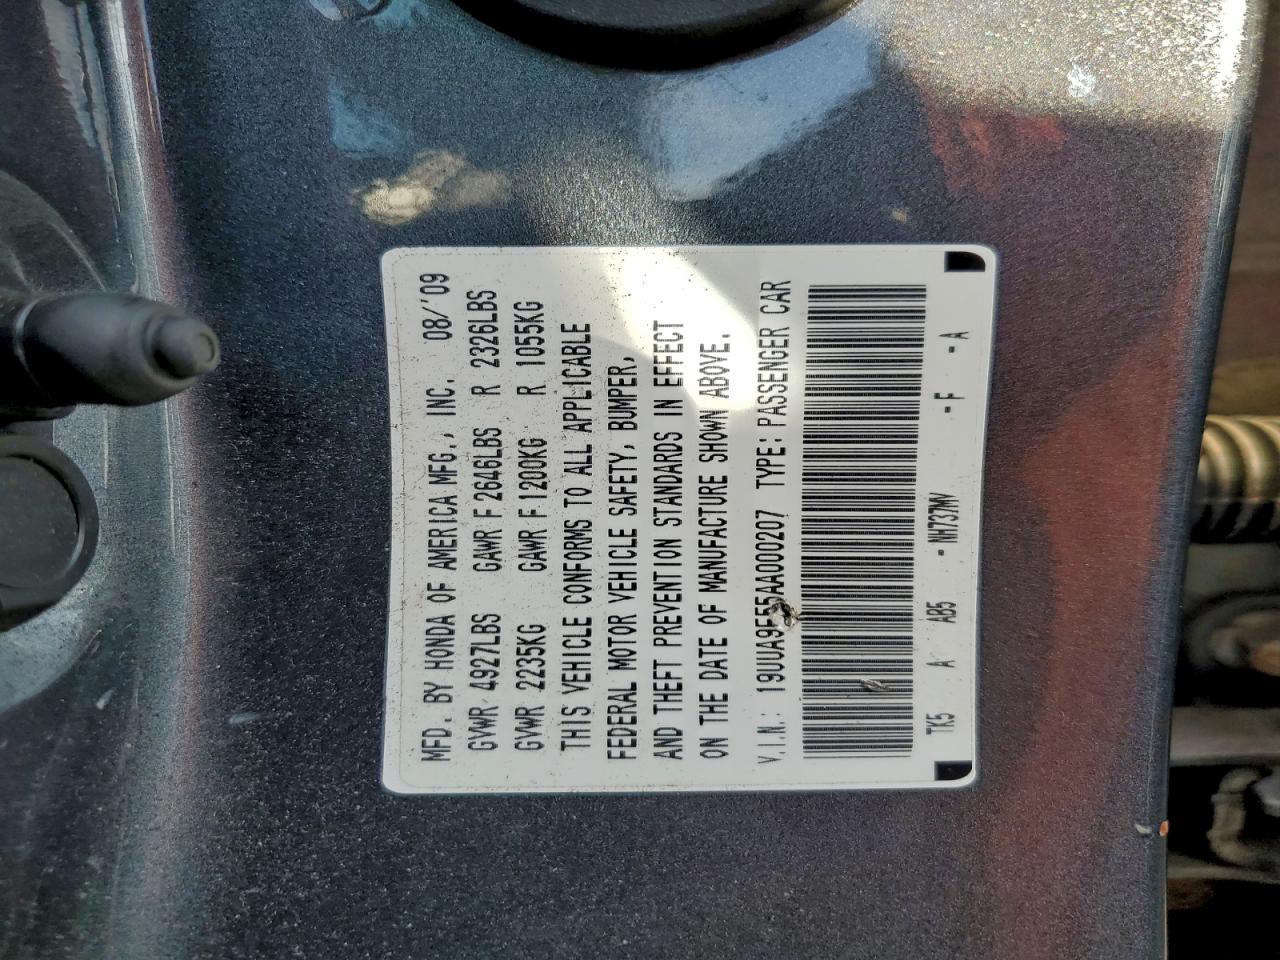 MFD. BY HONDA OF AMERICA MFG., INC. 08/'09
GVWR 4927LBS GAWR F 2646LBS R 2326LBS
GVWR 2235KG GAWR F 1200KG R 1055KG
THIS VEHICLE CONFORMS TO ALL APPLICABLE
FEDERAL MOTOR VEHICLE SAFETY, BUMPER,
AND THEFT PREVENTION STANDARDS IN EFFECT
ON THE DATE OF MANUFACTURE SHOWN ABOVE.
V.I.N.: 19UUA9F55AA000207 TYPE: PASSENGER CAR
TK5 A AB5 - NH737MV - F - A